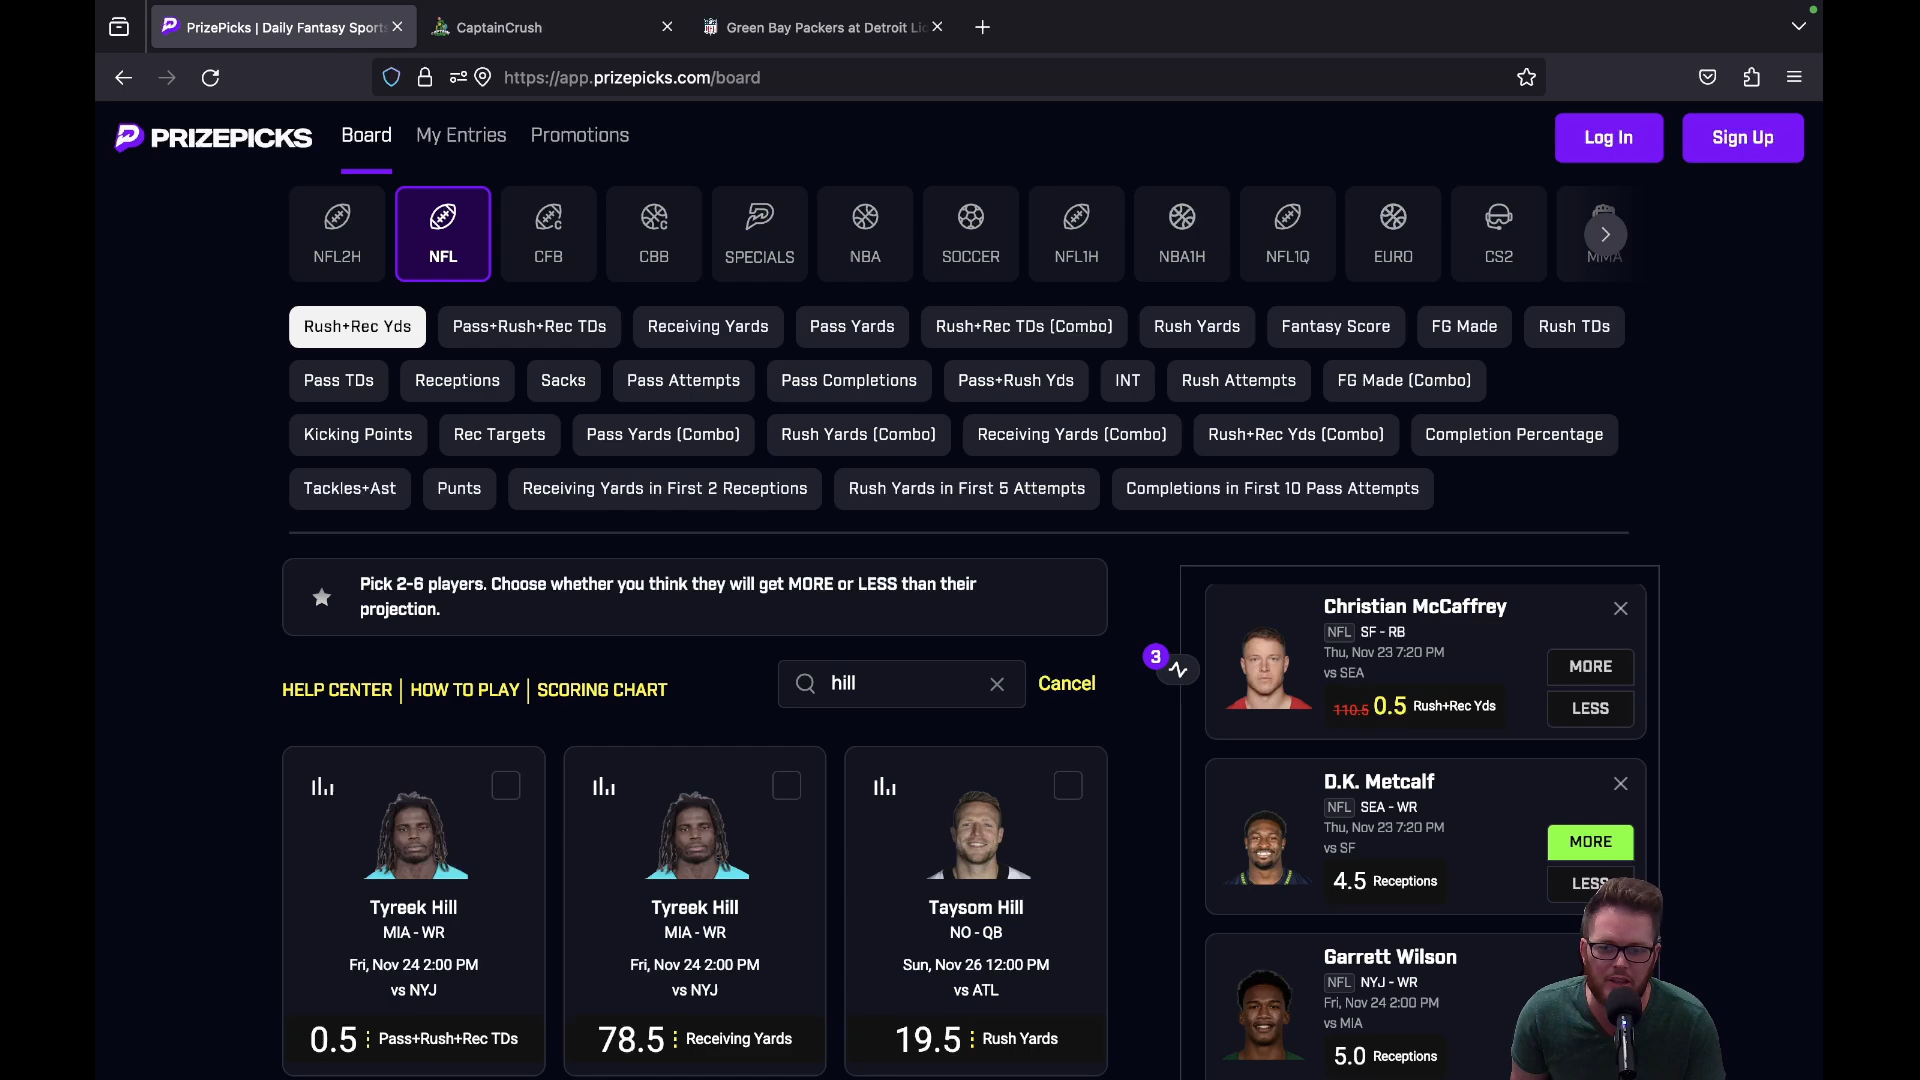 PrizePicks | Daily Fantasy Sports
CaptainCrush
Green Bay Packers at Detroit Lio
https://app.prizepicks.com/board
PRIZEPICKS
Board
My Entries
Promotions
Log In
Sign Up
NFL2H
NFL
CFB
CBB
SPECIALS
NBA
SOCCER
NFL1H
NBA1H
NFL1Q
EURO
CS2
MMA
Rush+Rec Yds
Pass+Rush+Rec TDs
Receiving Yards
Pass Yards
Rush+Rec TDs (Combo)
Rush Yards
Fantasy Score
FG Made
Rush TDs
Pass TDs
Receptions
Sacks
Pass Attempts
Pass Completions
Pass+Rush Yds
INT
Rush Attempts
FG Made (Combo)
Kicking Points
Rec Targets
Pass Yards (Combo)
Rush Yards (Combo)
Receiving Yards (Combo)
Rush+Rec Yds (Combo)
Completion Percentage
Tackles+Ast
Punts
Receiving Yards in First 2 Receptions
Rush Yards in First 5 Attempts
Completions in First 10 Pass Attempts
Pick 2-6 players. Choose whether you think they will get MORE or LESS than their
projection.
HELP CENTER | HOW TO PLAY | SCORING CHART
hill
Cancel
Tyreek Hill
MIA - WR
Fri, Nov 24 2:00 PM
vs NYJ
0.5 Pass+Rush+Rec TDs
Tyreek Hill
MIA - WR
Fri, Nov 24 2:00 PM
vs NYJ
78.5 Receiving Yards
Taysom Hill
NO - QB
Sun, Nov 26 12:00 PM
vs ATL
19.5 Rush Yards
3
Christian McCaffrey
NFL SF - RB
Thu, Nov 23 7:20 PM
vs SEA
110.5 0.5 Rush+Rec Yds
MORE
LESS
D.K. Metcalf
NFL SEA - WR
Thu, Nov 23 7:20 PM
vs SF
4.5 Receptions
MORE
LESS
Garrett Wilson
NFL NYJ - WR
Fri, Nov 24 2:00 PM
vs MIA
5.0 Receptions